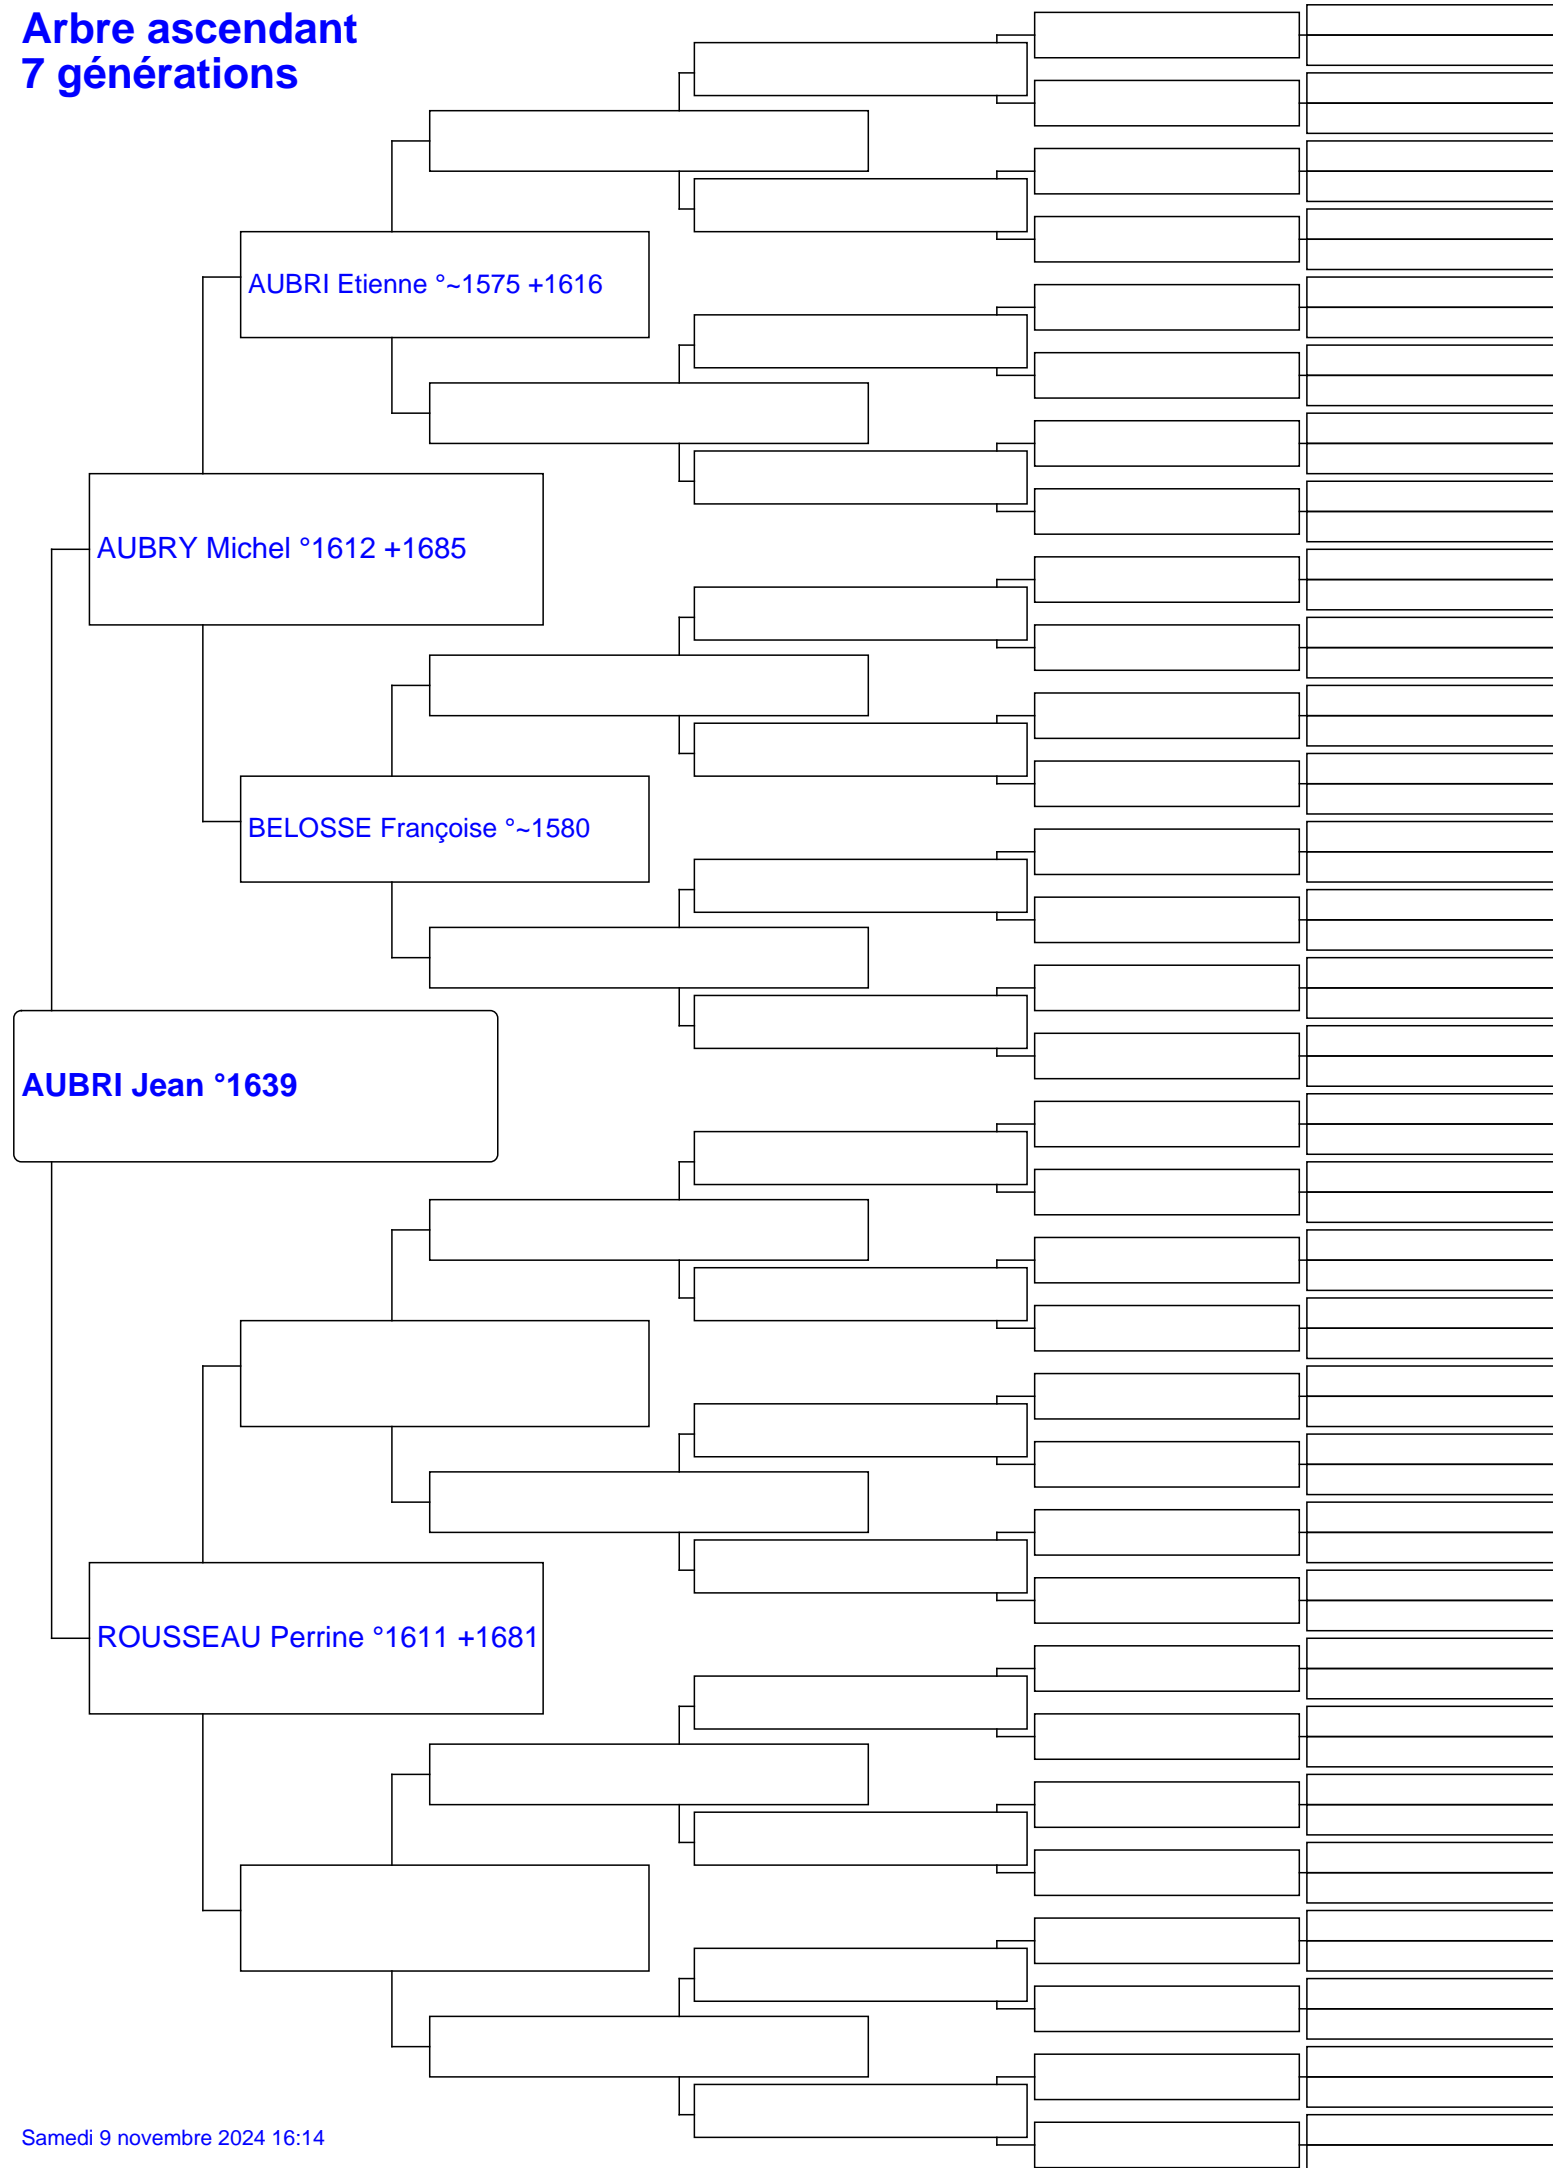 Arbre ascendant
7 générations
AUBRI Etienne °~1575 +1616
AUBRY Michel °1612 +1685
BELOSSE Françoise °~1580
AUBRI Jean °1639
ROUSSEAU Perrine °1611 +1681
Samedi 9 novembre 2024 16:14